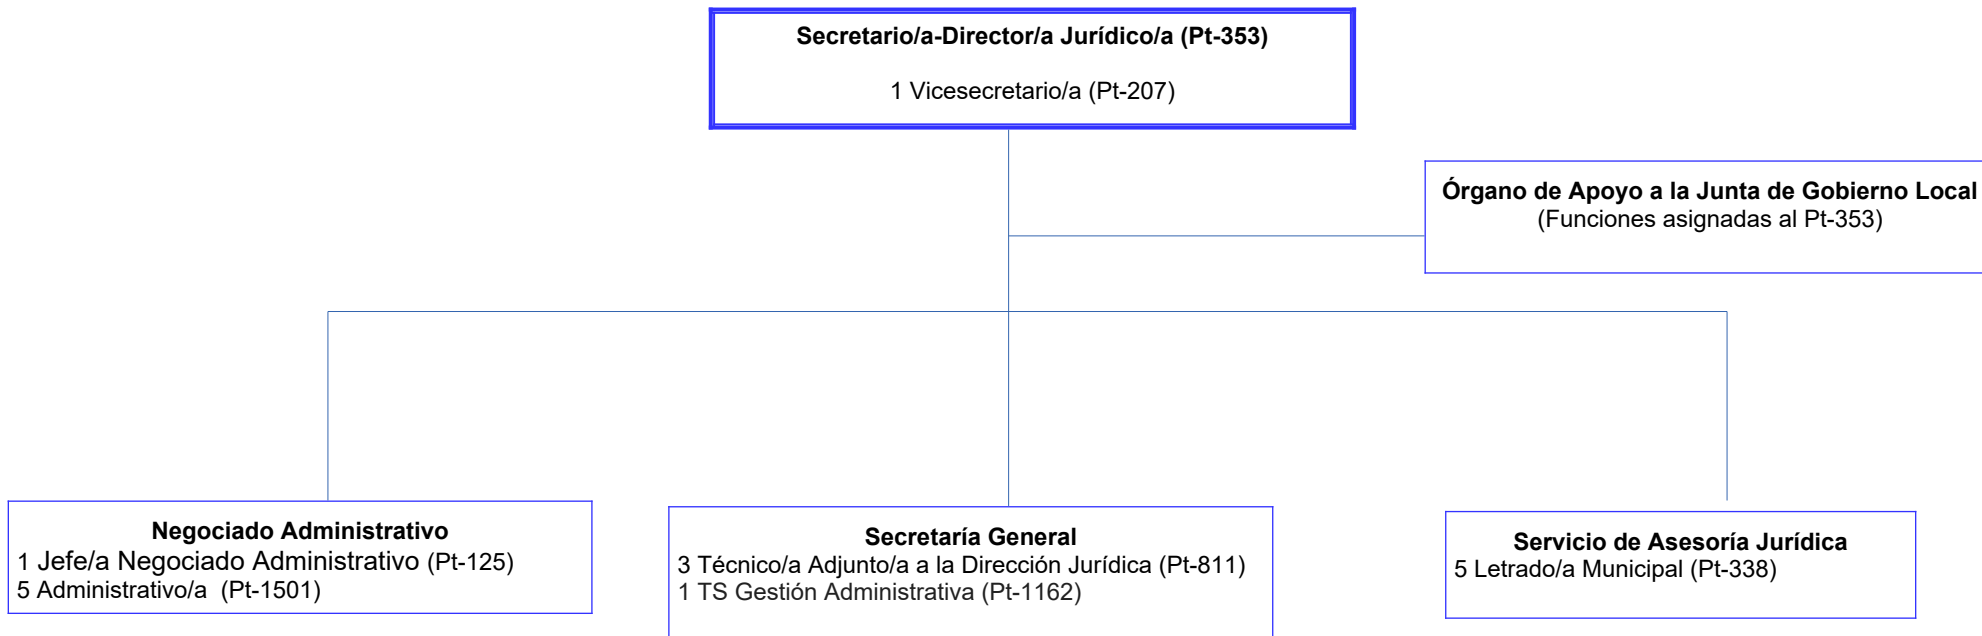 Secretario/a-Director/a Jurídico/a (Pt-353)
1 Vicesecretario/a (Pt-207)
Órgano de Apoyo a la Junta de Gobierno Local
(Funciones asignadas al Pt-353)
Negociado Administrativo
1 Jefe/a Negociado Administrativo (Pt-125)
5 Administrativo/a (Pt-1501)
Secretaría General
3 Técnico/a Adjunto/a a la Dirección Jurídica (Pt-811)
1 TS Gestión Administrativa (Pt-1162)
Servicio de Asesoría Jurídica
5 Letrado/a Municipal (Pt-338)